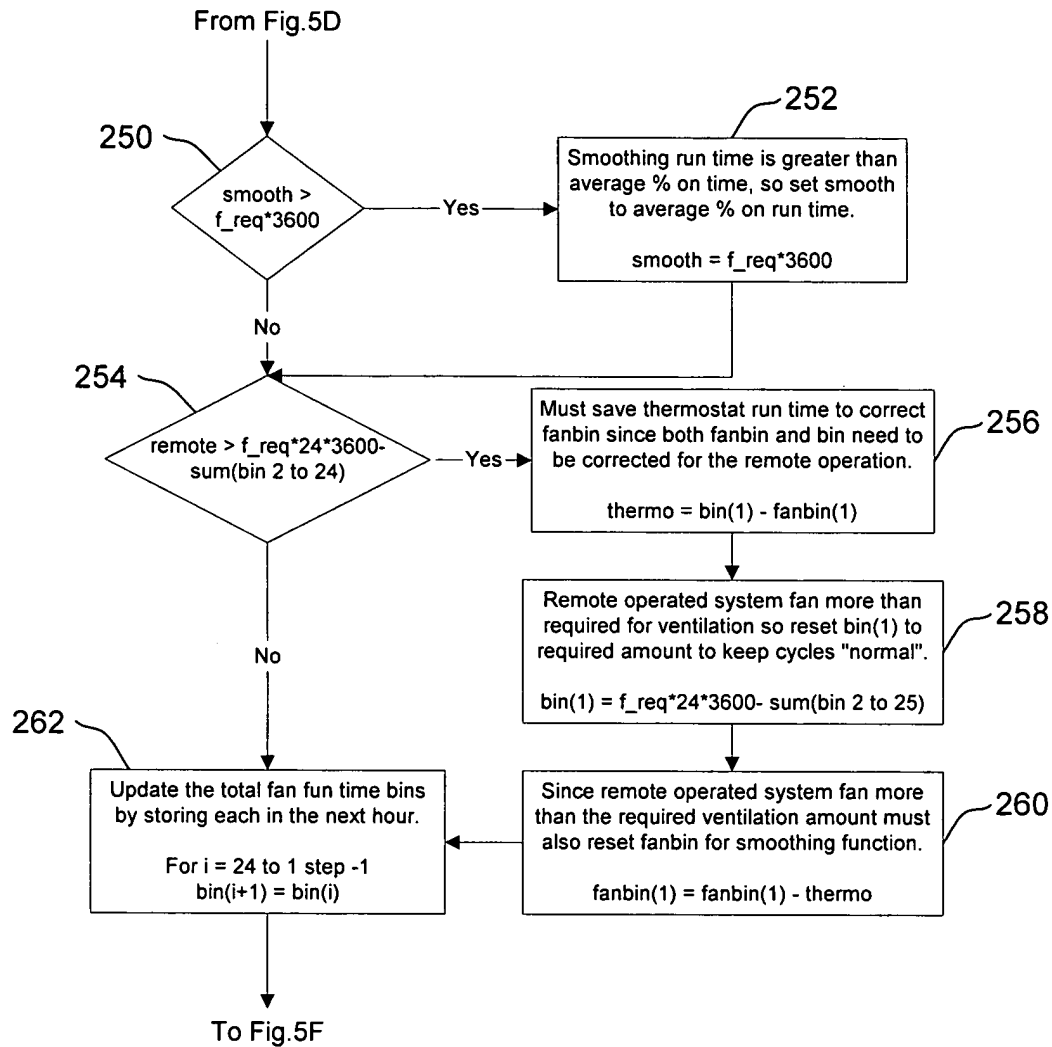 From Fig.5D
250
smooth >
f_req*3600
Yes
252
Smoothing run time is greater than
average % on time, so set smooth
to average % on run time.
smooth = f_req*3600
No
254
remote > f_req*24*3600-
sum(bin 2 to 24)
Yes
Must save thermostat run time to correct
fanbin since both fanbin and bin need to
be corrected for the remote operation.
thermo = bin(1) - fanbin(1)
256
Remote operated system fan more than
required for ventilation so reset bin(1) to
required amount to keep cycles "normal".
bin(1) = f_req*24*3600- sum(bin 2 to 25)
258
No
262
Update the total fan fun time bins
by storing each in the next hour.
For i = 24 to 1 step -1
bin(i+1) = bin(i)
Since remote operated system fan more
than the required ventilation amount must
also reset fanbin for smoothing function.
fanbin(1) = fanbin(1) - thermo
260
To Fig.5F